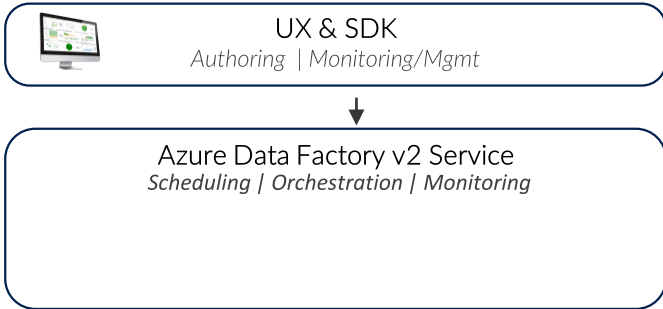 UX & SDK
Authoring | Monitoring/Mgmt
Azure Data Factory v2 Service
Scheduling | Orchestration | Monitoring